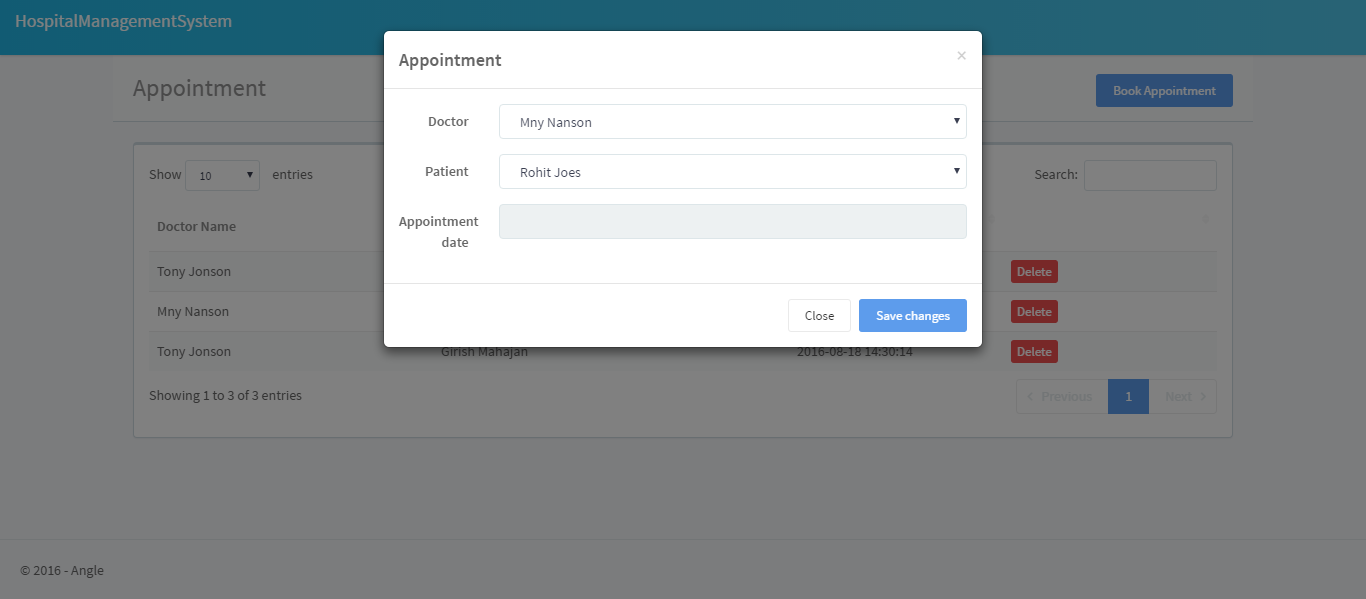 HospitalManagementSystem
Appointment
Book Appointment
Appointment ×
Doctor Mny Nanson
Patient Rohit Joes
Appointment
date
Close Save changes
Show 10 entries Search:
Doctor Name
Tony Jonson Delete
Mny Nanson Delete
Tony Jonson Girish Mahajan 2016-08-18 14:30:14 Delete
Showing 1 to 3 of 3 entries Previous 1 Next
© 2016 - Angle